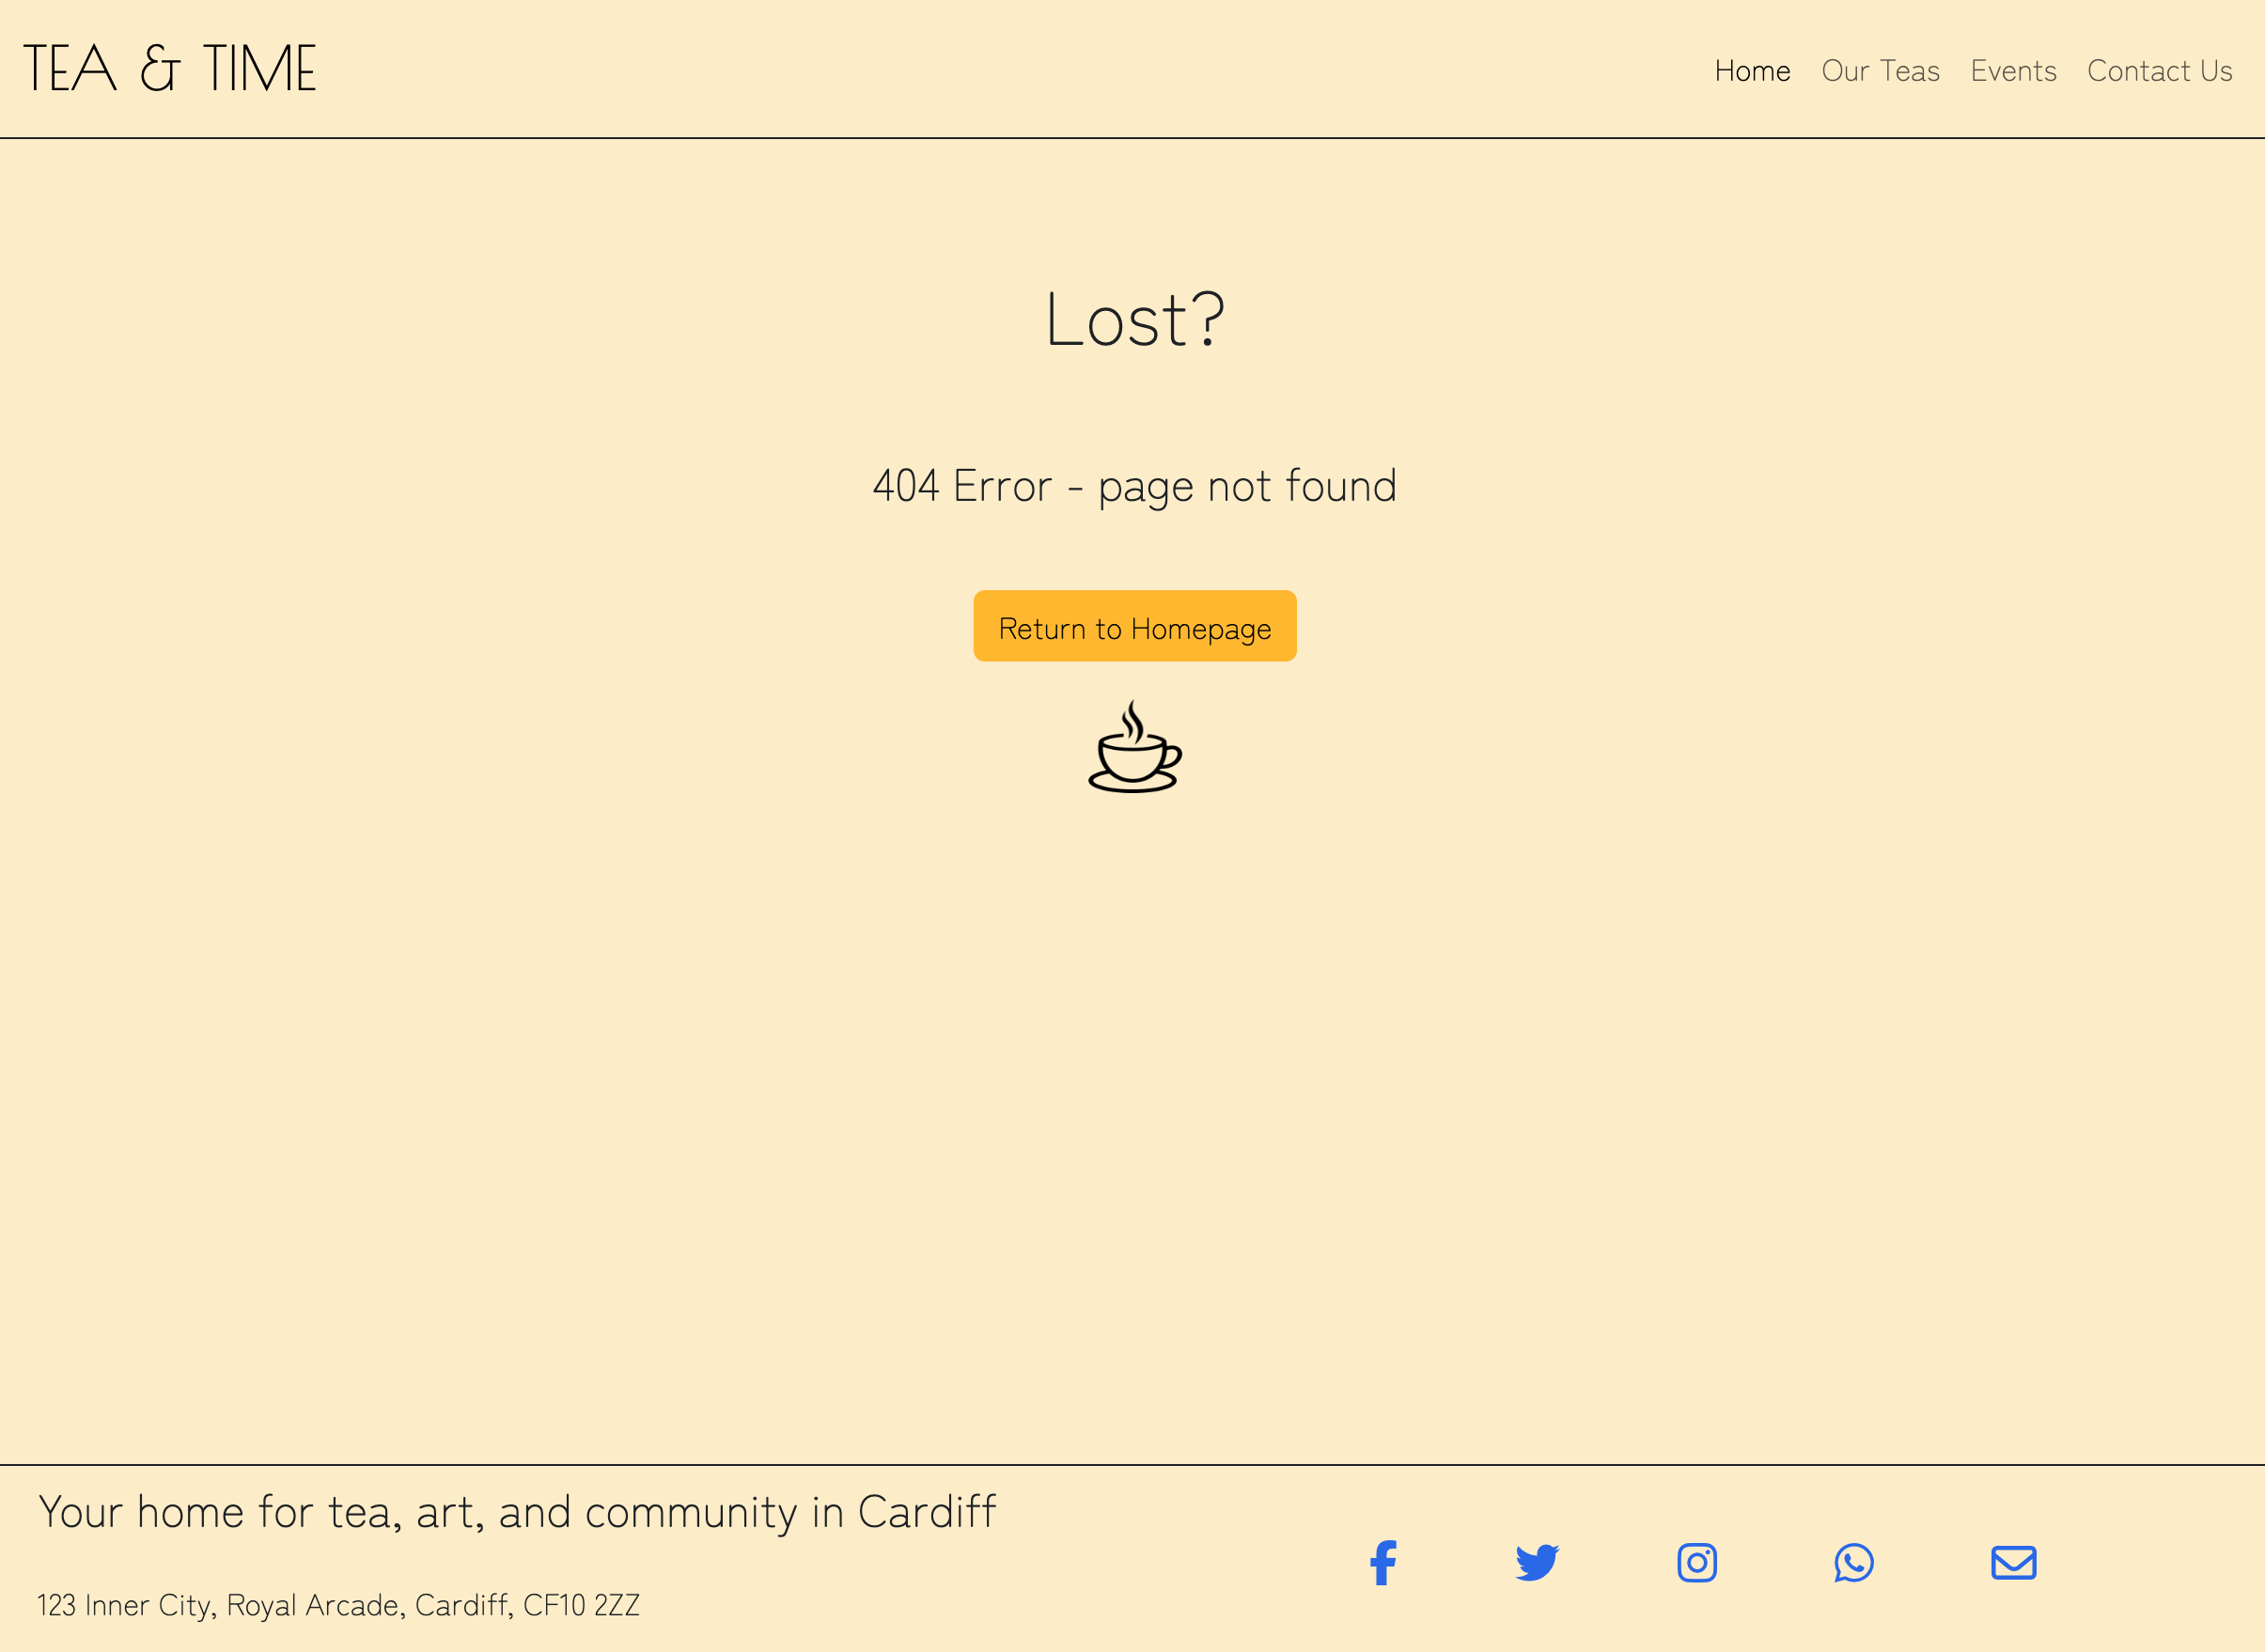 TEA & TIME
Home Our Teas Events Contact Us
Lost?
404 Error - page not found
Return to Homepage
Your home for tea, art, and community in Cardiff
123 Inner City, Royal Arcade, Cardiff, CF10 2ZZ